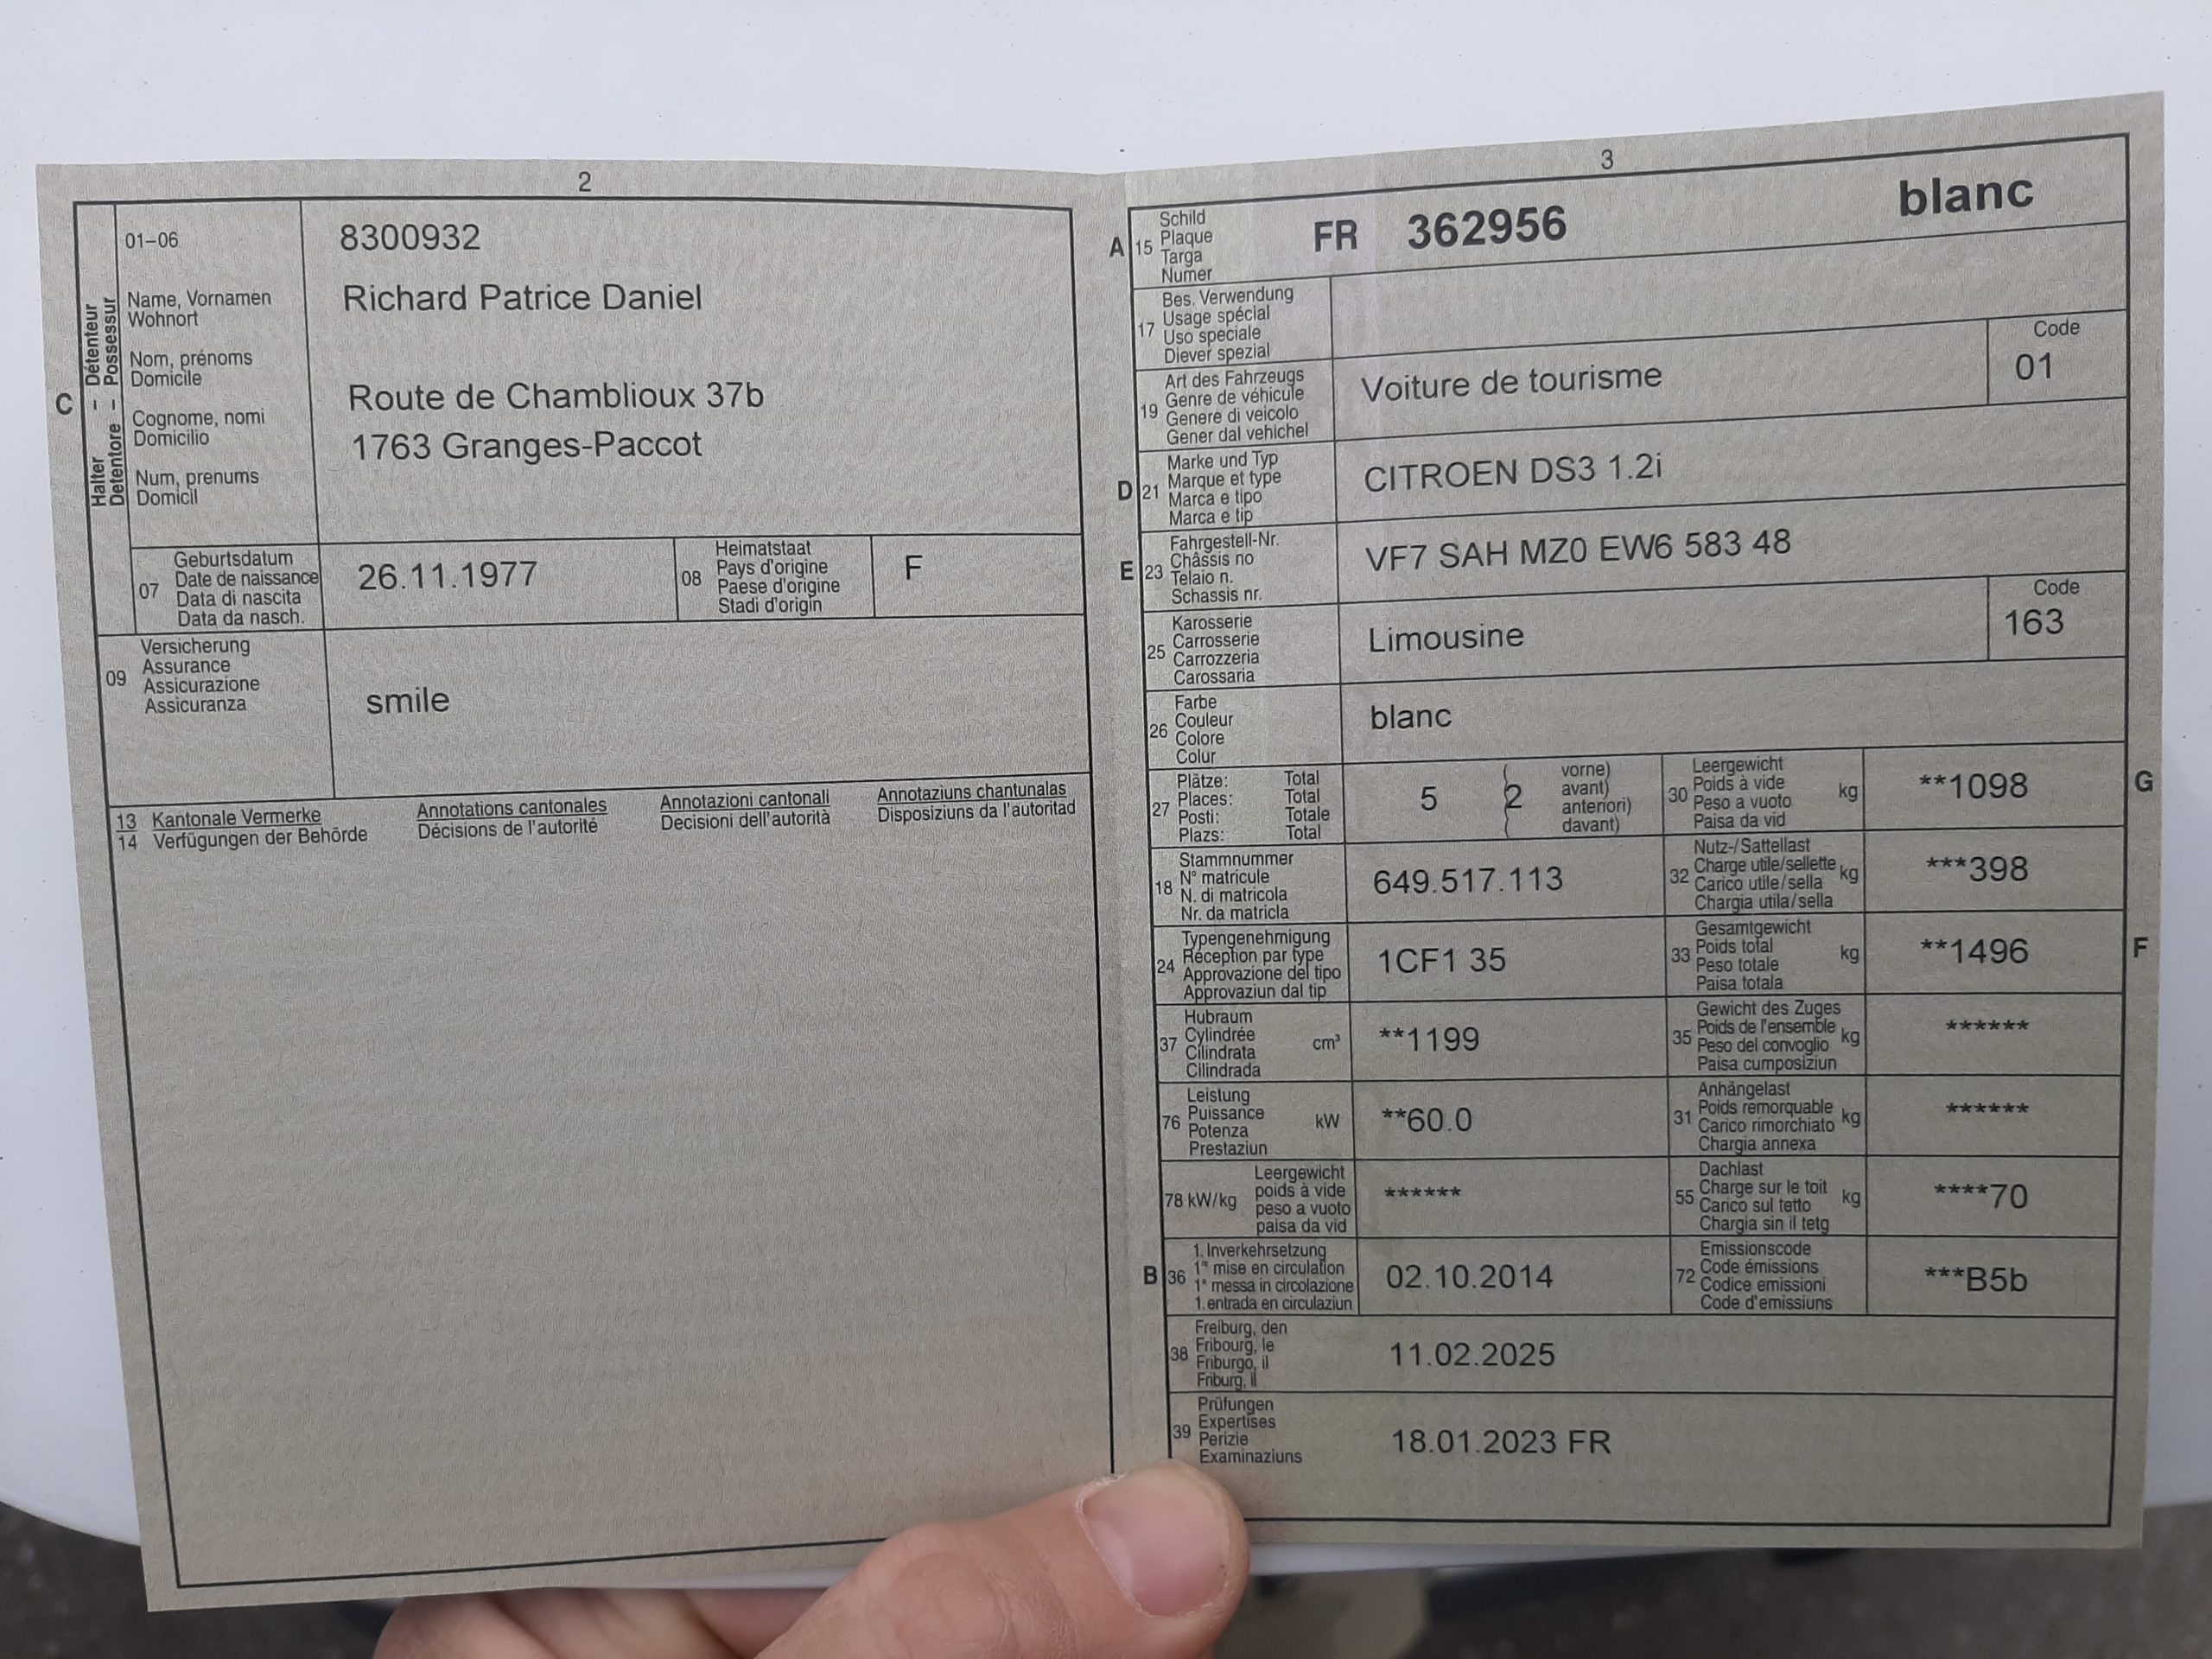 2
01–06
8300932
Name, Vornamen
Wohnort
Richard Patrice Daniel
Nom, prénoms
Domicile
Route de Chamblioux 37b
1763 Granges-Paccot
Cognome, nomi
Domicilio
Num, prenums
Domicil
C
Halter – Détenteur
Detentore – Possessur
07
Geburtsdatum
Date de naissance
Data di nascita
Data da nasch.
26.11.1977
08
Heimatstaat
Pays d'origine
Paese d'origine
Stadi d'origin
F
09
Versicherung
Assurance
Assicurazione
Assicuranza
smile
13 Kantonale Vermerke Annotations cantonales Annotazioni cantonali Annotaziuns chantunalas
14 Verfügungen der Behörde Décisions de l'autorité Decisioni dell'autorità Disposiziuns da l'autoritad
3
A
15
Schild
Plaque
Targa
Numer
FR 362956 blanc
17
Bes. Verwendung
Usage spécial
Uso speciale
Diever spezial
19
Art des Fahrzeugs
Genre de véhicule
Genere di veicolo
Gener dal vehichel
Voiture de tourisme
Code
01
D
21
Marke und Typ
Marque et type
Marca e tipo
Marca e tip
CITROEN DS3 1.2i
E
23
Fahrgestell-Nr.
Châssis no
Telaio n.
Schassis nr.
VF7 SAH MZ0 EW6 583 48
25
Karosserie
Carrosserie
Carrozzeria
Carossaria
Limousine
Code
163
26
Farbe
Couleur
Colore
Colur
blanc
27
Plätze: Total
Places: Total
Posti: Totale
Plazs: Total
5 (2
vorne)
avant)
anteriori)
davant)
30
Leergewicht
Poids à vide
Peso a vuoto
Paisa da vid
kg
**1098
G
18
Stammnummer
N° matricule
N. di matricola
Nr. da matricla
649.517.113
32
Nutz-/Sattellast
Charge utile/sellette
Carico utile/sella
Chargia utila/sella
kg
***398
24
Typengenehmigung
Réception par type
Approvazione del tipo
Approvaziun dal tip
1CF1 35
33
Gesamtgewicht
Poids total
Peso totale
Paisa totala
kg
**1496
F
37
Hubraum
Cylindrée
Cilindrata
Cilindrada
cm³
**1199
35
Gewicht des Zuges
Poids de l'ensemble
Peso del convoglio
Paisa cumposiziun
kg
******
76
Leistung
Puissance
Potenza
Prestaziun
kW
**60.0
31
Anhängelast
Poids remorquable
Carico rimorchiato
Chargia annexa
kg
******
78 kW/kg
Leergewicht
poids à vide
peso a vuoto
paisa da vid
******
55
Dachlast
Charge sur le toit
Carico sul tetto
Chargia sin il tetg
kg
****70
B
36
1. Inverkehrsetzung
1re mise en circulation
1a messa in circolazione
1. entrada en circulaziun
02.10.2014
72
Emissionscode
Code émissions
Codice emissioni
Code d'emissiuns
***B5b
38
Freiburg, den
Fribourg, le
Friburgo, il
Friburg, il
11.02.2025
39
Prüfungen
Expertises
Perizie
Examinaziuns
18.01.2023 FR